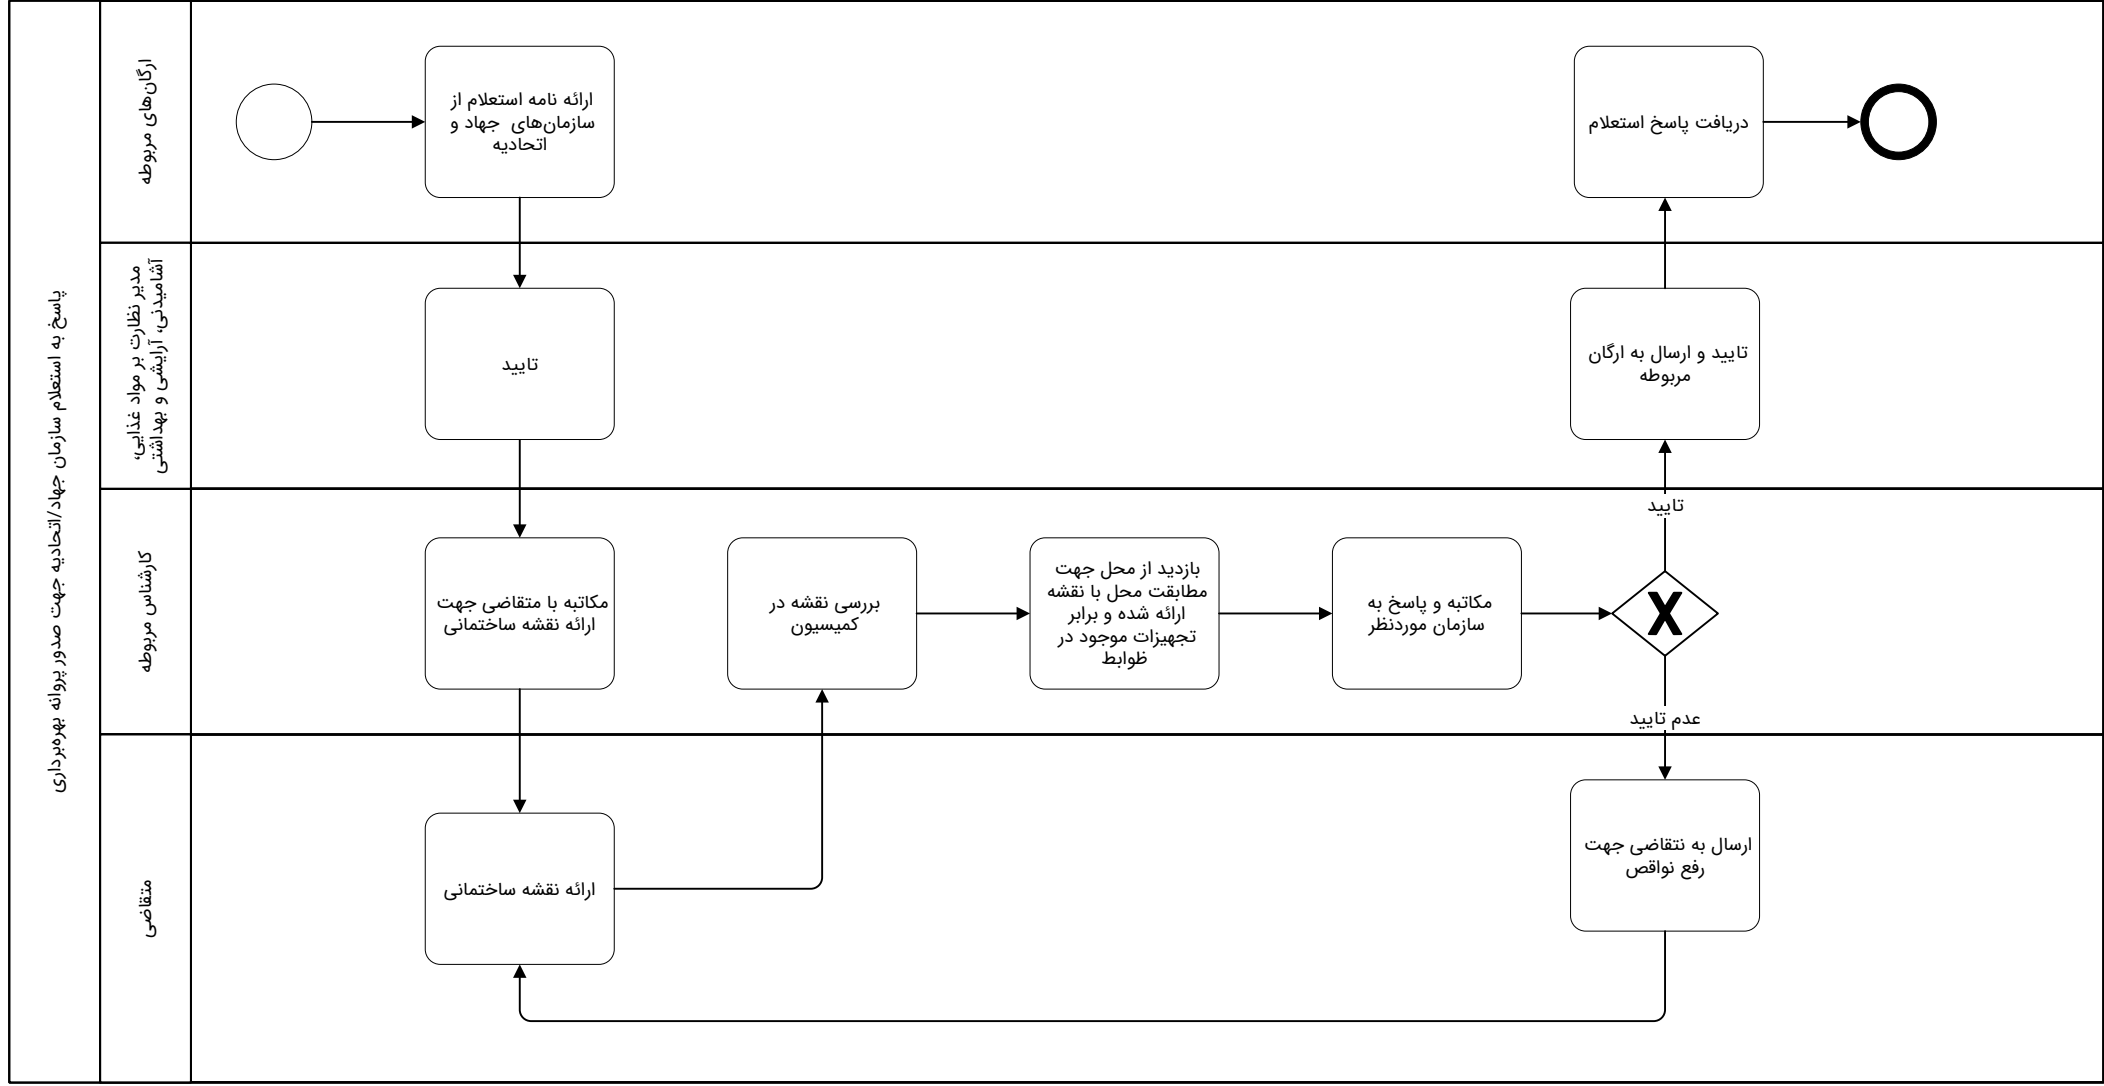 پاسخ به استعلام سازمان جهاد/اتحادیه جهت صدور پروانه بهره‌برداری
ارگان‌های مربوطه
ارائه نامه استعلام از
سازمان‌های جهاد و
اتحادیه
دریافت پاسخ استعلام
مدیر نظارت بر مواد غذایی،
آشامیدنی، آرایشی و بهداشتی
تایید
تایید و ارسال به ارگان
مربوطه
کارشناس مربوطه
مکاتبه با متقاضی جهت
ارائه نقشه ساختمانی
بررسی نقشه در
کمیسیون
بازدید از محل جهت
مطابقت محل با نقشه
ارائه شده و برابر
تجهیزات موجود در
ظوابط
مکاتبه و پاسخ به
سازمان موردنظر
تایید
عدم تایید
متقاضی
ارائه نقشه ساختمانی
ارسال به نتقاضی جهت
رفع نواقص